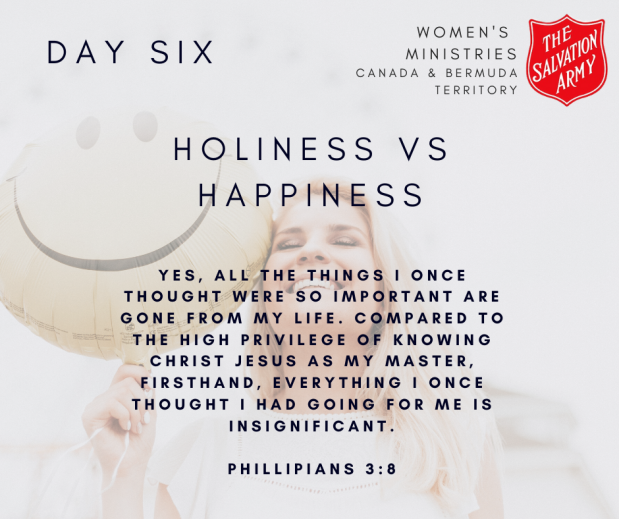 DAY SIX
WOMEN'S
MINISTRIES
CANADA & BERMUDA
TERRITORY
THE
SALVATION
ARMY
HOLINESS VS
HAPPINESS
YES, ALL THE THINGS I ONCE
THOUGHT WERE SO IMPORTANT ARE
GONE FROM MY LIFE. COMPARED TO
THE HIGH PRIVILEGE OF KNOWING
CHRIST JESUS AS MY MASTER,
FIRSTHAND, EVERYTHING I ONCE
THOUGHT I HAD GOING FOR ME IS
INSIGNIFICANT.
PHILLIPIANS 3:8